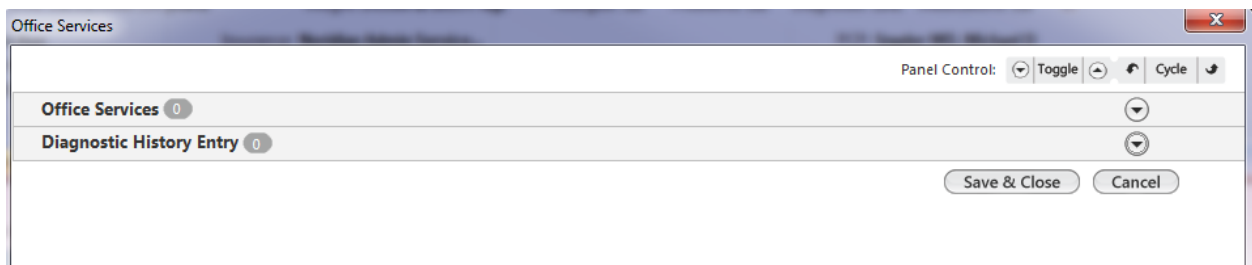 Office Services
Panel Control: Toggle Cycle
Office Services 0
Diagnostic History Entry 0
Save & Close Cancel